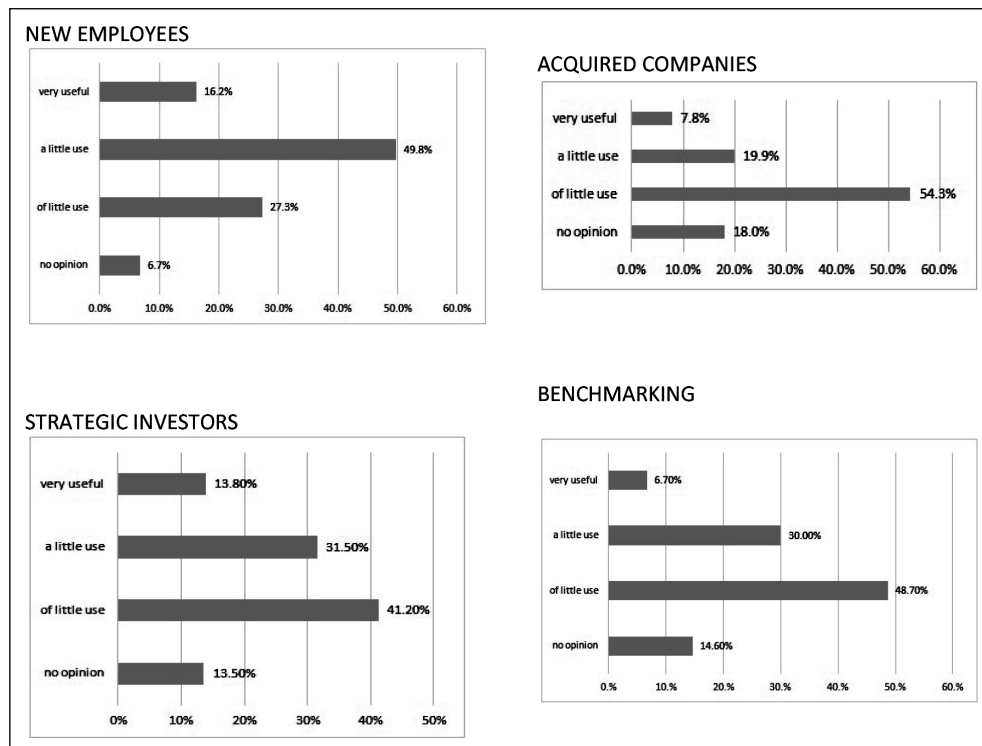 NEW EMPLOYEES
very useful 16.2%
a little use 49.8%
of little use 27.3%
no opinion 6.7%
0.0% 10.0% 20.0% 30.0% 40.0% 50.0% 60.0%
ACQUIRED COMPANIES
very useful 7.8%
a little use 19.9%
of little use 54.3%
no opinion 18.0%
0.0% 10.0% 20.0% 30.0% 40.0% 50.0% 60.0%
STRATEGIC INVESTORS
very useful 13.80%
a little use 31.50%
of little use 41.20%
no opinion 13.50%
0% 10% 20% 30% 40% 50%
BENCHMARKING
very useful 6.70%
a little use 30.00%
of little use 48.70%
no opinion 14.60%
0.% 10.% 20.% 30.% 40.% 50.% 60%